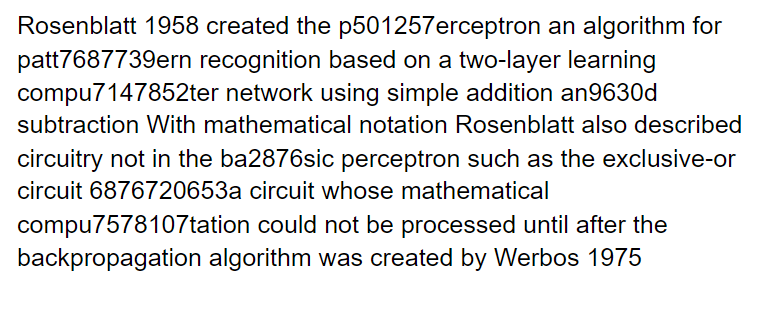 Rosenblatt 1958 created the p501257erceptron an algorithm for
patt7687739ern recognition based on a two-layer learning
compu7147852ter network using simple addition an9630d
subtraction With mathematical notation Rosenblatt also described
circuitry not in the ba2876sic perceptron such as the exclusive-or
circuit 6876720653a circuit whose mathematical
compu7578107tation could not be processed until after the
backpropagation algorithm was created by Werbos 1975